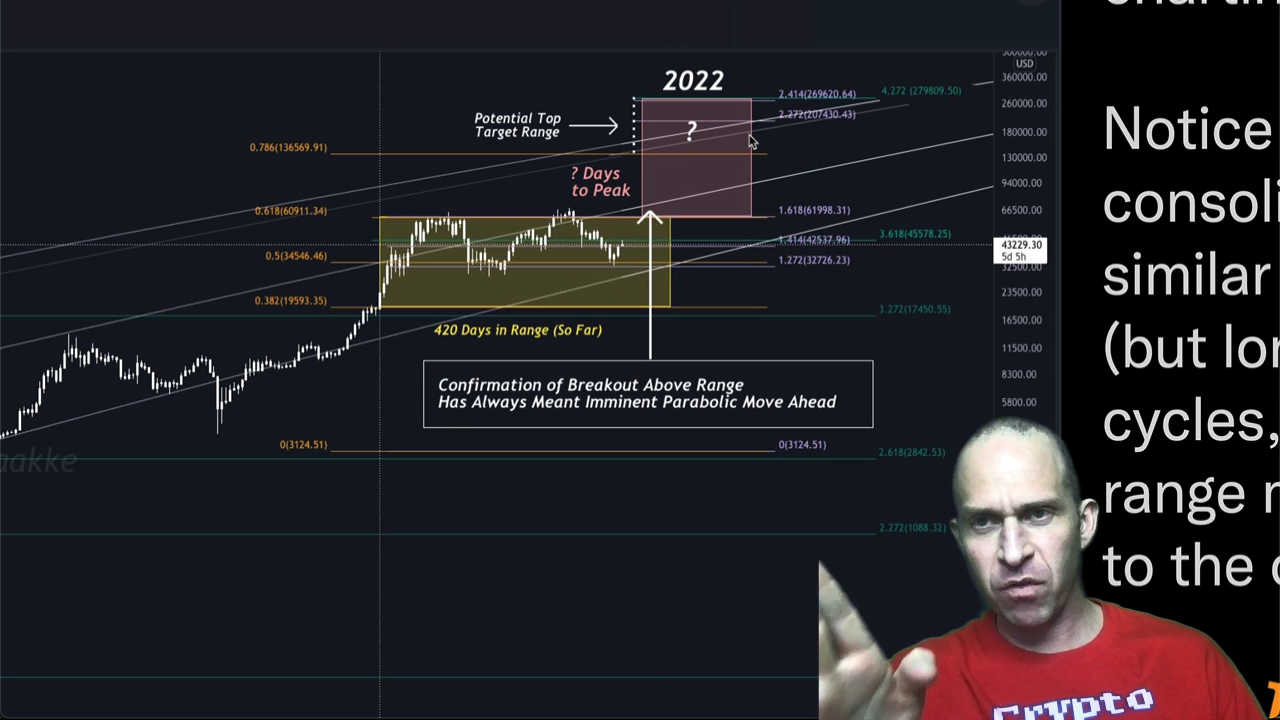 2022
Potential Top
Target Range
?
? Days
to Peak
2.414(269620.64)
4.272 (279809.50)
2.272(207430.43)
0.786(136569.91)
0.618(60911.34)
1.618(61998.31)
3.618(45578.25)
1.414(42537.96)
0.5(34546.46)
1.272(32726.23)
0.382(19593.35)
3.272(17450.55)
420 Days in Range (So Far)
Confirmation of Breakout Above Range
Has Always Meant Imminent Parabolic Move Ahead
0(3124.51)
0(3124.51)
2.618(2842.53)
2.272(1088.32)
USD
360000.00
260000.00
180000.00
130000.00
94000.00
66500.00
43229.30
5d 5h
32500.00
23500.00
16500.00
11500.00
8300.00
5800.00
Notice
consoli
similar
(but lon
cycles,
range
to the
Crypto